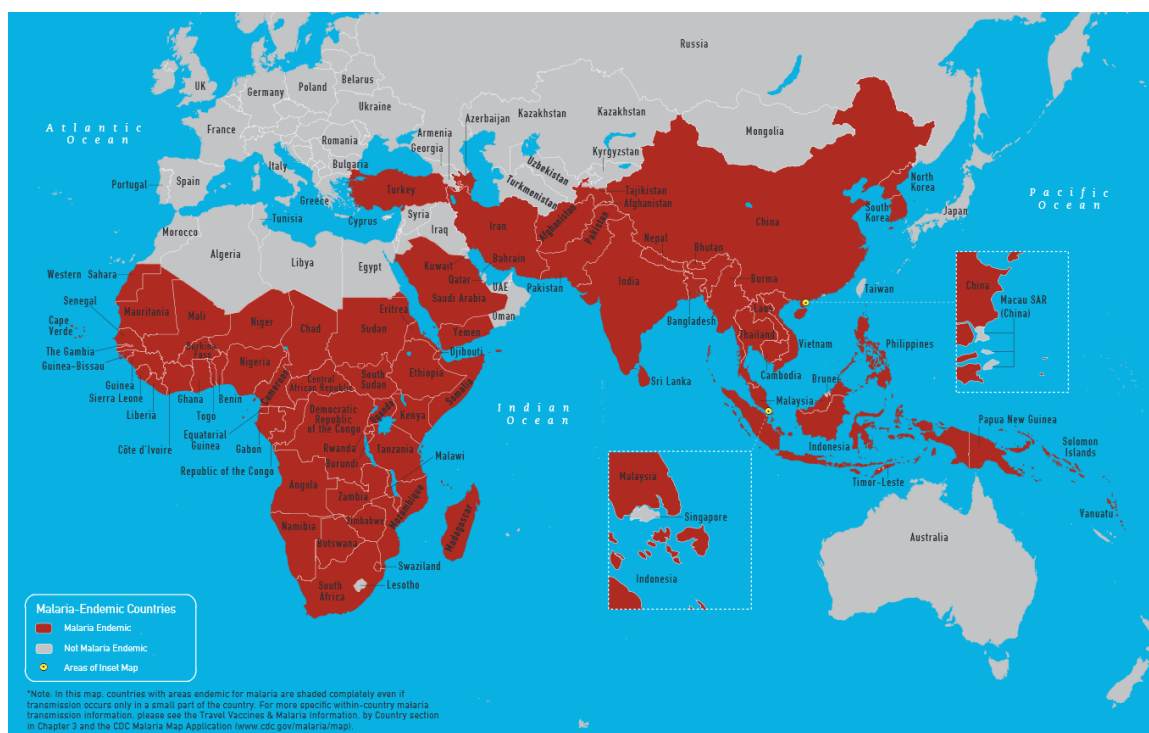 Russia
UK
Belarus
Germany
Poland
Ukraine
France
Kazakhstan
Kazakhstan
Azerbaijan
Mongolia
Armenia
Georgia
Romania
Atlantic
Ocean
Italy
Bulgaria
Kyrgyzstan
Uzbekistan
Turkmenistan
Portugal
Spain
Greece
Turkey
North
Korea
South
Korea
Japan
Pacific
Ocean
Tajikistan
Afghanistan
Afghanistan
Pakistan
China
Tunisia
Cyprus
Syria
Iraq
Iran
Morocco
Algeria
Libya
Egypt
Kuwait
Bahrain
Qatar
UAE
Pakistan
Nepal
Bhutan
Burma
India
Taiwan
China
Macau SAR
(China)
Western Sahara
Saudi Arabia
Oman
Senegal
Mauritania
Mali
Niger
Chad
Sudan
Eritrea
Yemen
Bangladesh
Laos
Thailand
Vietnam
Philippines
Cape
Verde
The Gambia
Guinea-Bissau
Burkina
Faso
Nigeria
Djibouti
Ethiopia
Somalia
Cambodia
Sri Lanka
Brunei
Malaysia
Guinea
Sierra Leone
Liberia
Ghana
Togo
Benin
Cameroon
Central
African Republic
South
Sudan
Côte d'Ivoire
Equatorial
Guinea
Gabon
Republic of the Congo
Democratic
Republic
of the Congo
Uganda
Kenya
Rwanda
Burundi
Tanzania
Indian
Ocean
Malawi
Papua New Guinea
Solomon
Islands
Indonesia
Timor-Leste
Vanuatu
Angola
Zambia
Mozambique
Zimbabwe
Namibia
Botswana
Madagascar
Swaziland
South
Africa
Lesotho
Malaysia
Singapore
Indonesia
Australia
Malaria-Endemic Countries
Malaria Endemic
Not Malaria Endemic
Areas of Inset Map
*Note: In this map, countries with areas endemic for malaria are shaded completely even if
transmission occurs only in a small part of the country. For more specific within-country malaria
transmission information, please see the Travel Vaccines & Malaria Information, by Country section
in Chapter 3 and the CDC Malaria Map Application (www.cdc.gov/malaria/map).